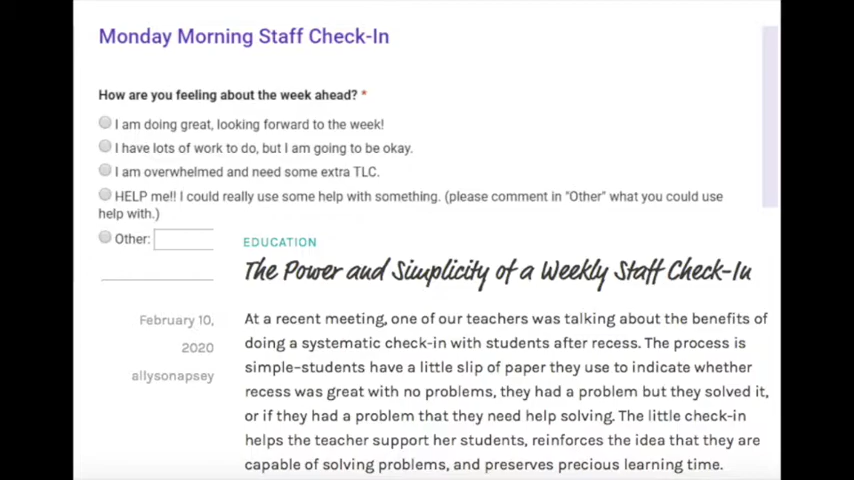 Monday Morning Staff Check-In
How are you feeling about the week ahead? *
I am doing great, looking forward to the week!
I have lots of work to do, but I am going to be okay.
I am overwhelmed and need some extra TLC.
HELP me!! I could really use some help with something. (please comment in "Other" what you could use
help with.)
Other:
EDUCATION
The Power and Simplicity of a Weekly Staff Check-In
February 10,
2020
allysonapsey
At a recent meeting, one of our teachers was talking about the benefits of
doing a systematic check-in with students after recess. The process is
simple–students have a little slip of paper they use to indicate whether
recess was great with no problems, they had a problem but they solved it,
or if they had a problem that they need help solving. The little check-in
helps the teacher support her students, reinforces the idea that they are
capable of solving problems, and preserves precious learning time.